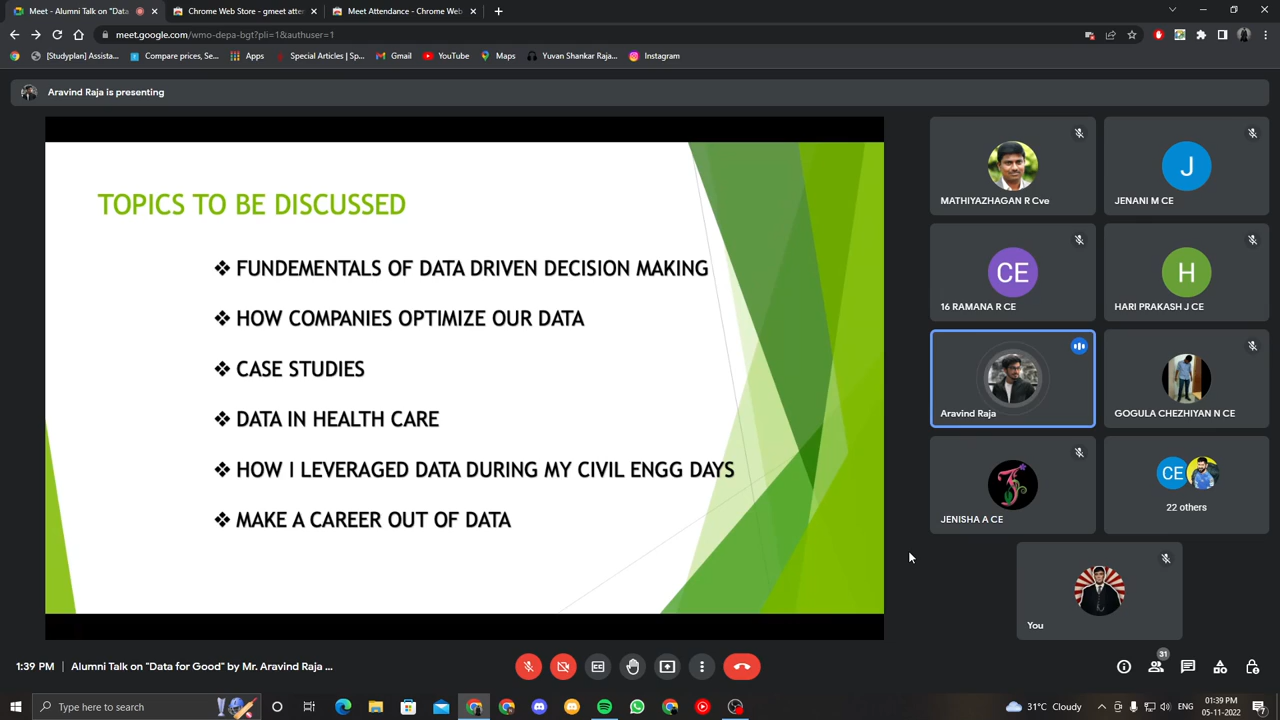 Meet - Alumni Talk on "Data
Chrome Web Store - gmeet atter
Meet Attendance - Chrome Web
meet.google.com/wmo-depa-bgt?pli=1&authuser=1
[Studyplan] Assista...
Compare prices, Se...
Apps
Special Articles | Sp...
Gmail
YouTube
Maps
Yuvan Shankar Raja...
Instagram
Aravind Raja is presenting
TOPICS TO BE DISCUSSED
❖ FUNDEMENTALS OF DATA DRIVEN DECISION MAKING
❖ HOW COMPANIES OPTIMIZE OUR DATA
❖ CASE STUDIES
❖ DATA IN HEALTH CARE
❖ HOW I LEVERAGED DATA DURING MY CIVIL ENGG DAYS
❖ MAKE A CAREER OUT OF DATA
MATHIYAZHAGAN R Cve
J
JENANI M CE
CE
16 RAMANA R CE
H
HARI PRAKASH J CE
Aravind Raja
GOGULA CHEZHIYAN N CE
JENISHA A CE
CE
22 others
You
1:39 PM | Alumni Talk on "Data for Good" by Mr. Aravind Raja ...
31
Type here to search
31°C Cloudy
ENG
01:39 PM
05-11-2022